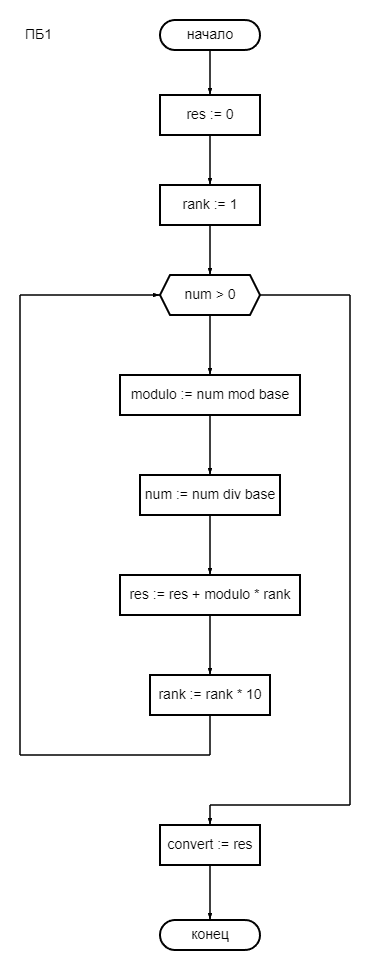 ПБ1
начало
res := 0
rank := 1
num > 0
modulo := num mod base
num := num div base
res := res + modulo * rank
rank := rank * 10
convert := res
конец